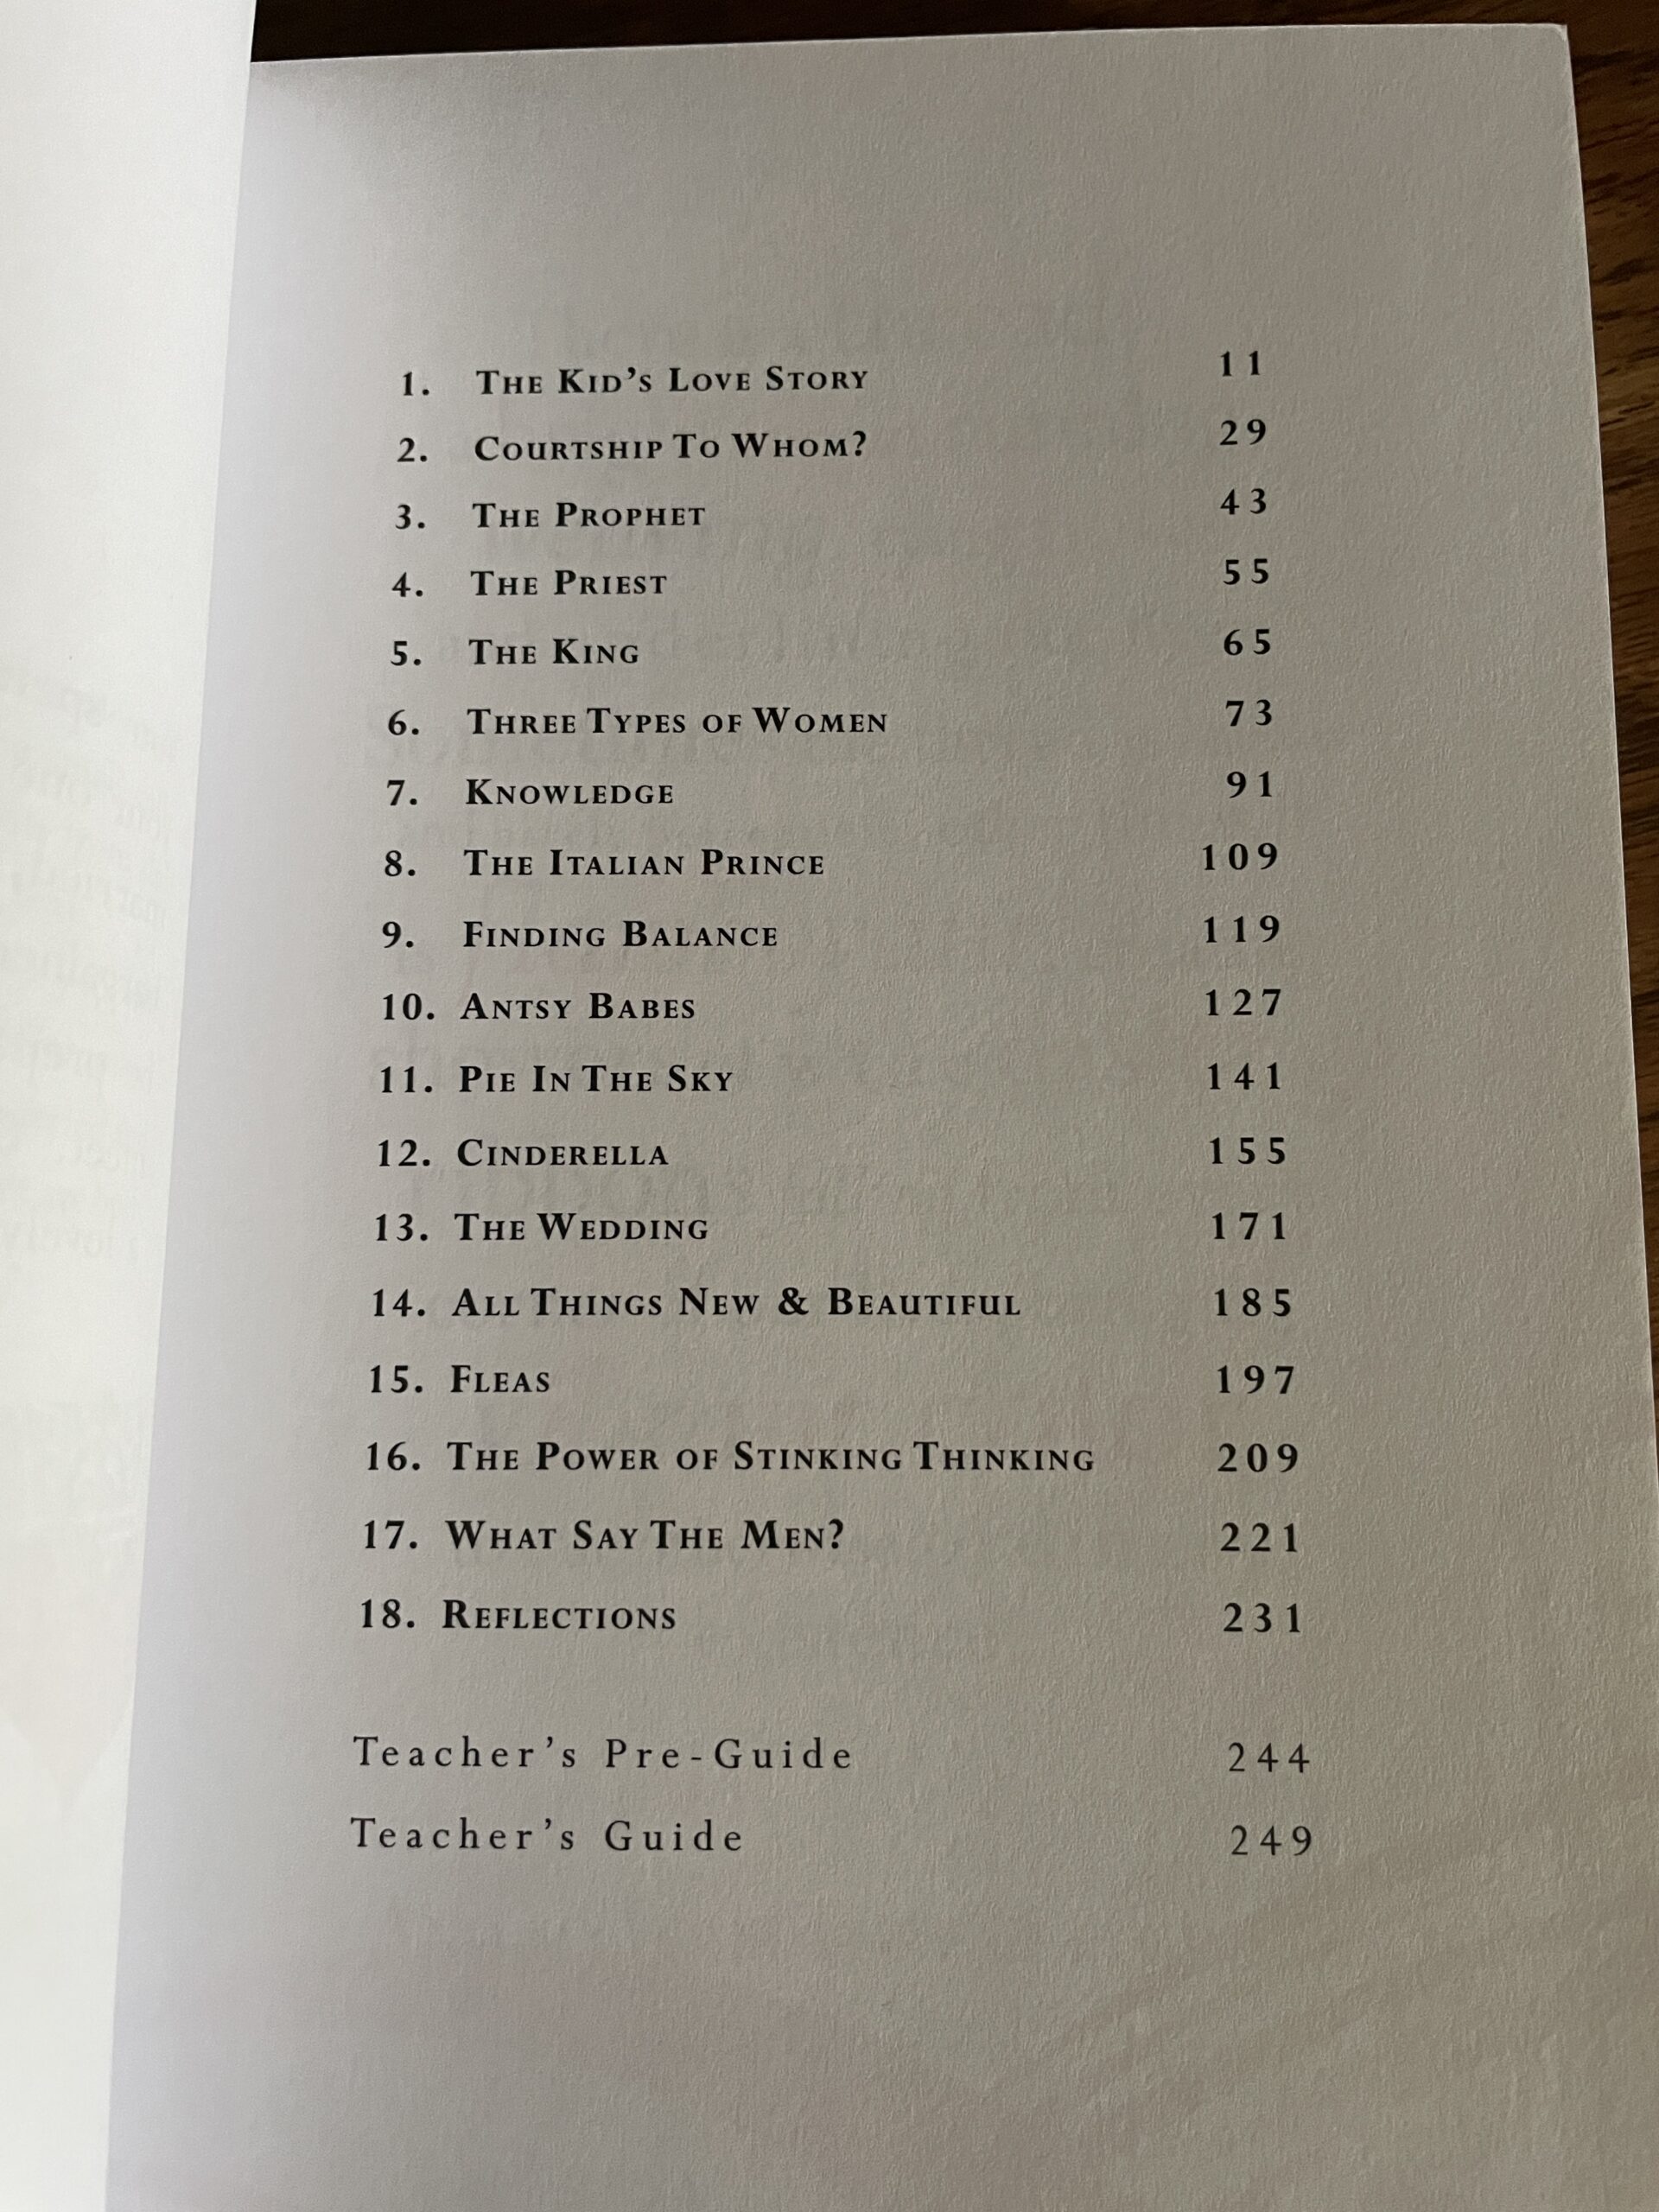 1. The Kid's Love Story 11
2. Courtship To Whom? 29
3. The Prophet 43
4. The Priest 55
5. The King 65
6. Three Types of Women 73
7. Knowledge 91
8. The Italian Prince 109
9. Finding Balance 119
10. Antsy Babes 127
11. Pie In The Sky 141
12. Cinderella 155
13. The Wedding 171
14. All Things New & Beautiful 185
15. Fleas 197
16. The Power of Stinking Thinking 209
17. What Say The Men? 221
18. Reflections 231
Teacher's Pre-Guide 244
Teacher's Guide 249